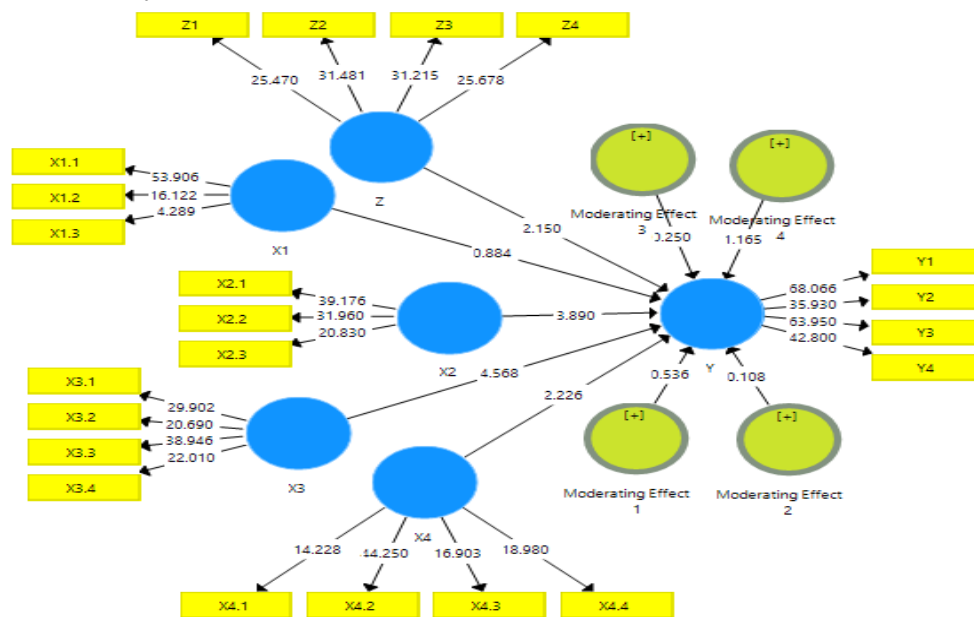 Z1
Z2
Z3
Z4
25.470
31.481
31.215
25.678
X1.1
X1.2
X1.3
53.906
16.122
4.289
X1
Z
[+]
[+]
Moderating Effect
3
Moderating Effect
4
2.150
0.884
1.165
X2.1
X2.2
X2.3
39.176
31.960
20.830
X2
3.890
Y
68.066
35.930
63.950
42.800
Y1
Y2
Y3
Y4
X3.1
X3.2
X3.3
X3.4
29.902
20.690
38.946
22.010
X3
4.568
2.226
0.536
0.108
[+]
[+]
Moderating Effect
1
Moderating Effect
2
X4
14.228
16.903
18.980
X4.1
X4.2
X4.3
X4.4